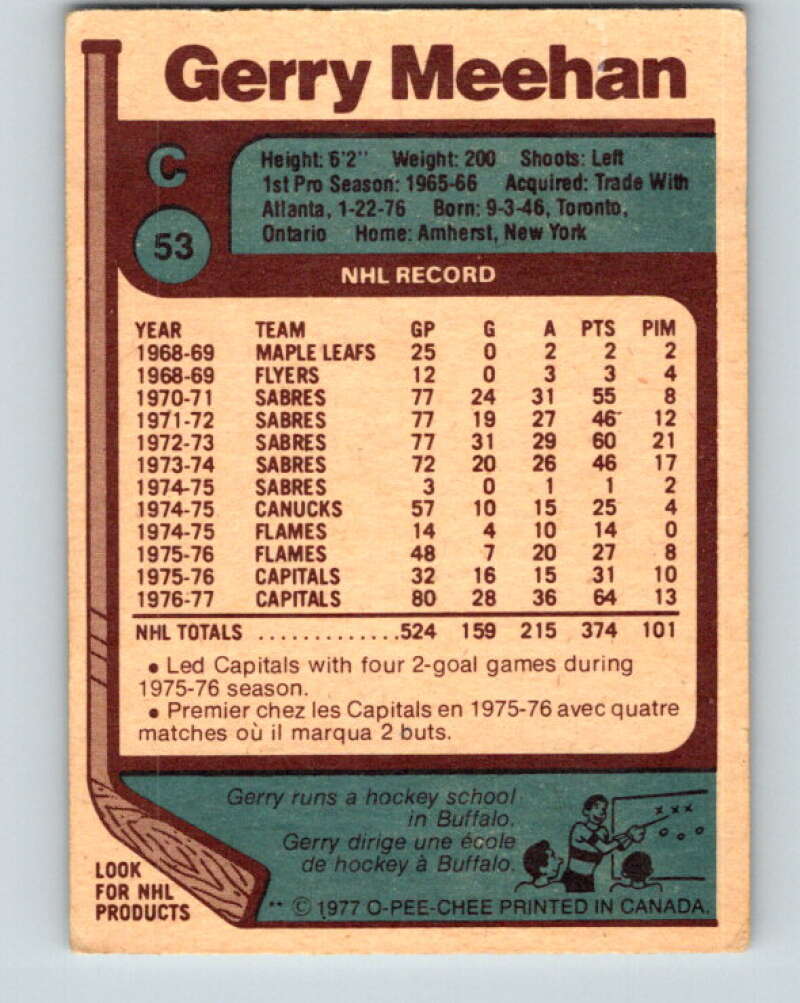 Gerry Meehan
C
53
Height: 6'2" Weight: 200 Shoots: Left
1st Pro Season: 1965-66 Acquired: Trade With
Atlanta, 1-22-76 Born: 9-3-46, Toronto,
Ontario Home: Amherst, New York
NHL RECORD
YEAR TEAM GP G A PTS PIM
1968-69 MAPLE LEAFS 25 0 2 2 2
1968-69 FLYERS 12 0 3 3 4
1970-71 SABRES 77 24 31 55 8
1971-72 SABRES 77 19 27 46 12
1972-73 SABRES 77 31 29 60 21
1973-74 SABRES 72 20 26 46 17
1974-75 SABRES 3 0 1 1 2
1974-75 CANUCKS 57 10 15 25 4
1974-75 FLAMES 14 4 10 14 0
1975-76 FLAMES 48 7 20 27 8
1975-76 CAPITALS 32 16 15 31 10
1976-77 CAPITALS 80 28 36 64 13
NHL TOTALS .............524 159 215 374 101
• Led Capitals with four 2-goal games during
1975-76 season.
• Premier chez les Capitals en 1975-76 avec quatre
matches où il marqua 2 buts.
Gerry runs a hockey school
in Buffalo.
Gerry dirige une école
de hockey à Buffalo.
LOOK
FOR NHL
PRODUCTS
** © 1977 O-PEE-CHEE PRINTED IN CANADA.